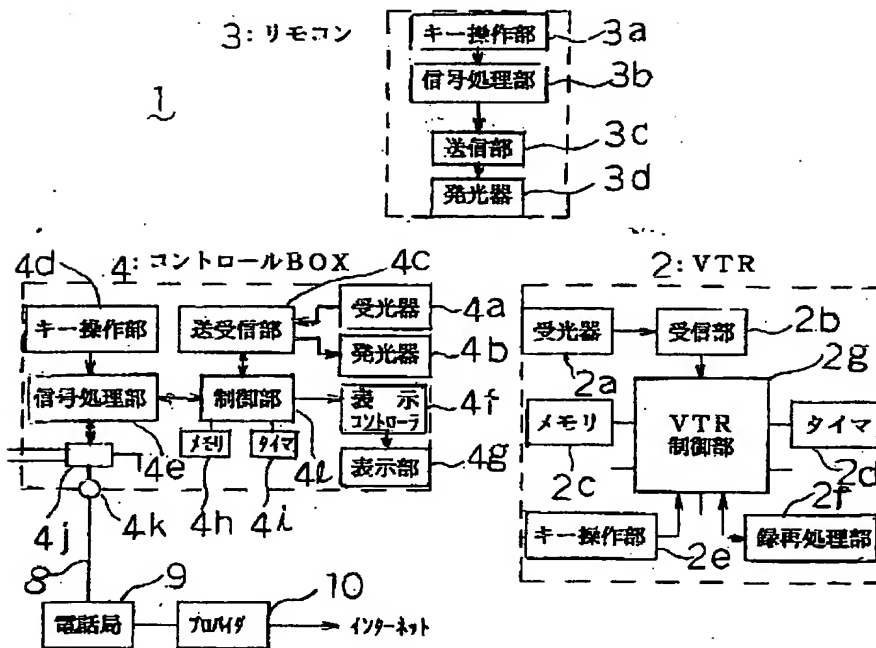 3:リモコン
キー操作部
3a
信号処理部
3b
1
送信部
3c
発光器
3d
4:コントロールBOX
4d
4c
キー操作部
送受信部
受光器
4a
発光器
4b
信号処理部
制御部
表示
コントローラ
4f
メモリ
タイマ
表示部
4g
4e
4l
4h
4i
4j
4k
8
9
10
電話局
プロバイダ
インターネット
2:VTR
受光器
受信部
2b
2a
2g
メモリ
VTR
制御部
タイマ
2c
2d
2f
キー操作部
2e
録再処理部